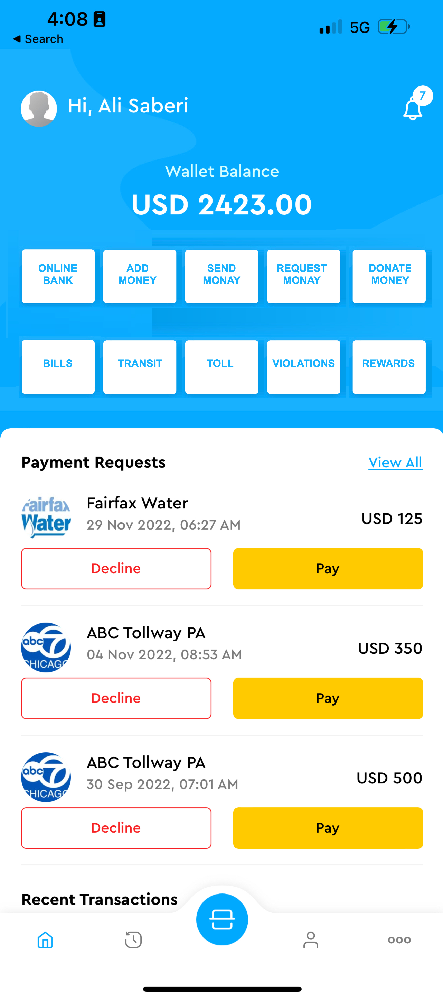 4:08
◀ Search
5G
Hi, Ali Saberi
7
Wallet Balance
USD 2423.00
ONLINE
BANK
ADD
MONEY
SEND
MONAY
REQUEST
MONAY
DONATE
MONEY
BILLS
TRANSIT
TOLL
VIOLATIONS
REWARDS
Payment Requests
View All
fairfax
Water
Fairfax Water
29 Nov 2022, 06:27 AM
USD 125
Decline
Pay
abc 7
CHICAGO
ABC Tollway PA
04 Nov 2022, 08:53 AM
USD 350
Decline
Pay
abc 7
CHICAGO
ABC Tollway PA
30 Sep 2022, 07:01 AM
USD 500
Decline
Pay
Recent Transactions